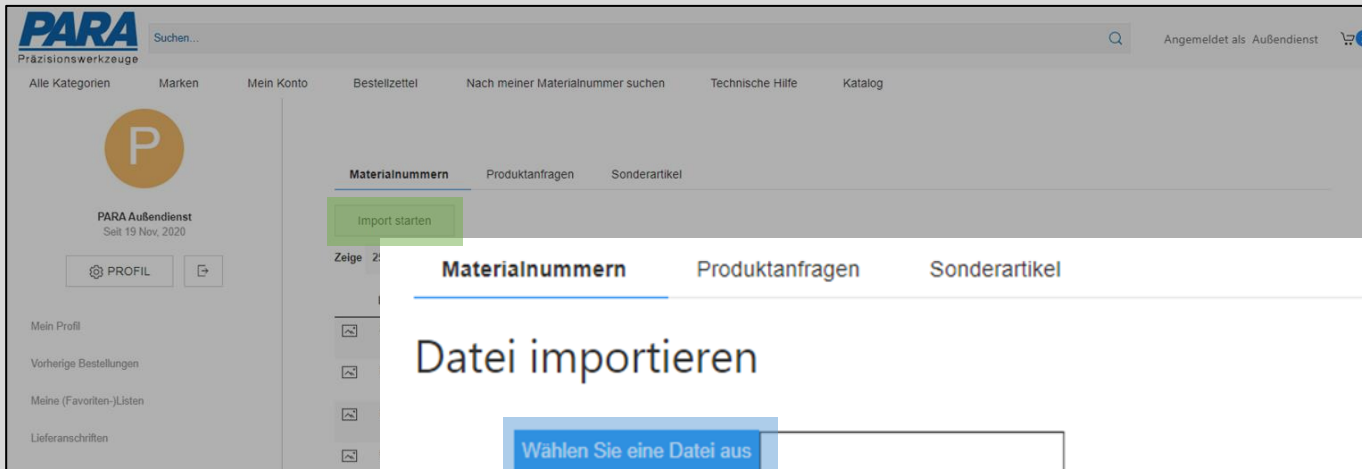 PARA
Präzisionswerkzeuge
Suchen...
Angemeldet als Außendienst
Alle Kategorien Marken Mein Konto Bestellzettel Nach meiner Materialnummer suchen Technische Hilfe Katalog
P
PARA Außendienst
Seit 19 Nov, 2020
PROFIL
Mein Profil
Vorherige Bestellungen
Meine (Favoriten-)Listen
Lieferanschriften
Materialnummern Produktanfragen Sonderartikel
Import starten
Zeige
Materialnummern Produktanfragen Sonderartikel
Datei importieren
Wählen Sie eine Datei aus